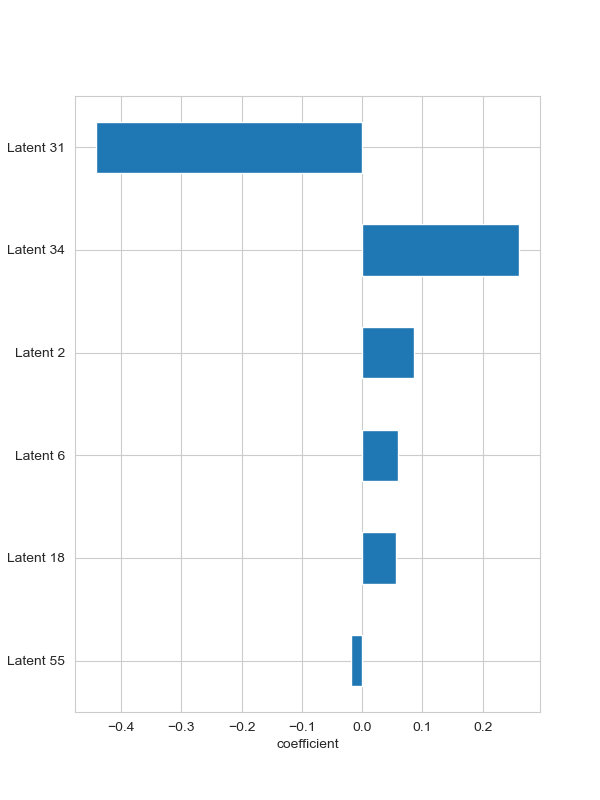 Latent 31
Latent 34
Latent 2
Latent 6
Latent 18
Latent 55
−0.4 −0.3 −0.2 −0.1 0.0 0.1 0.2
coefficient